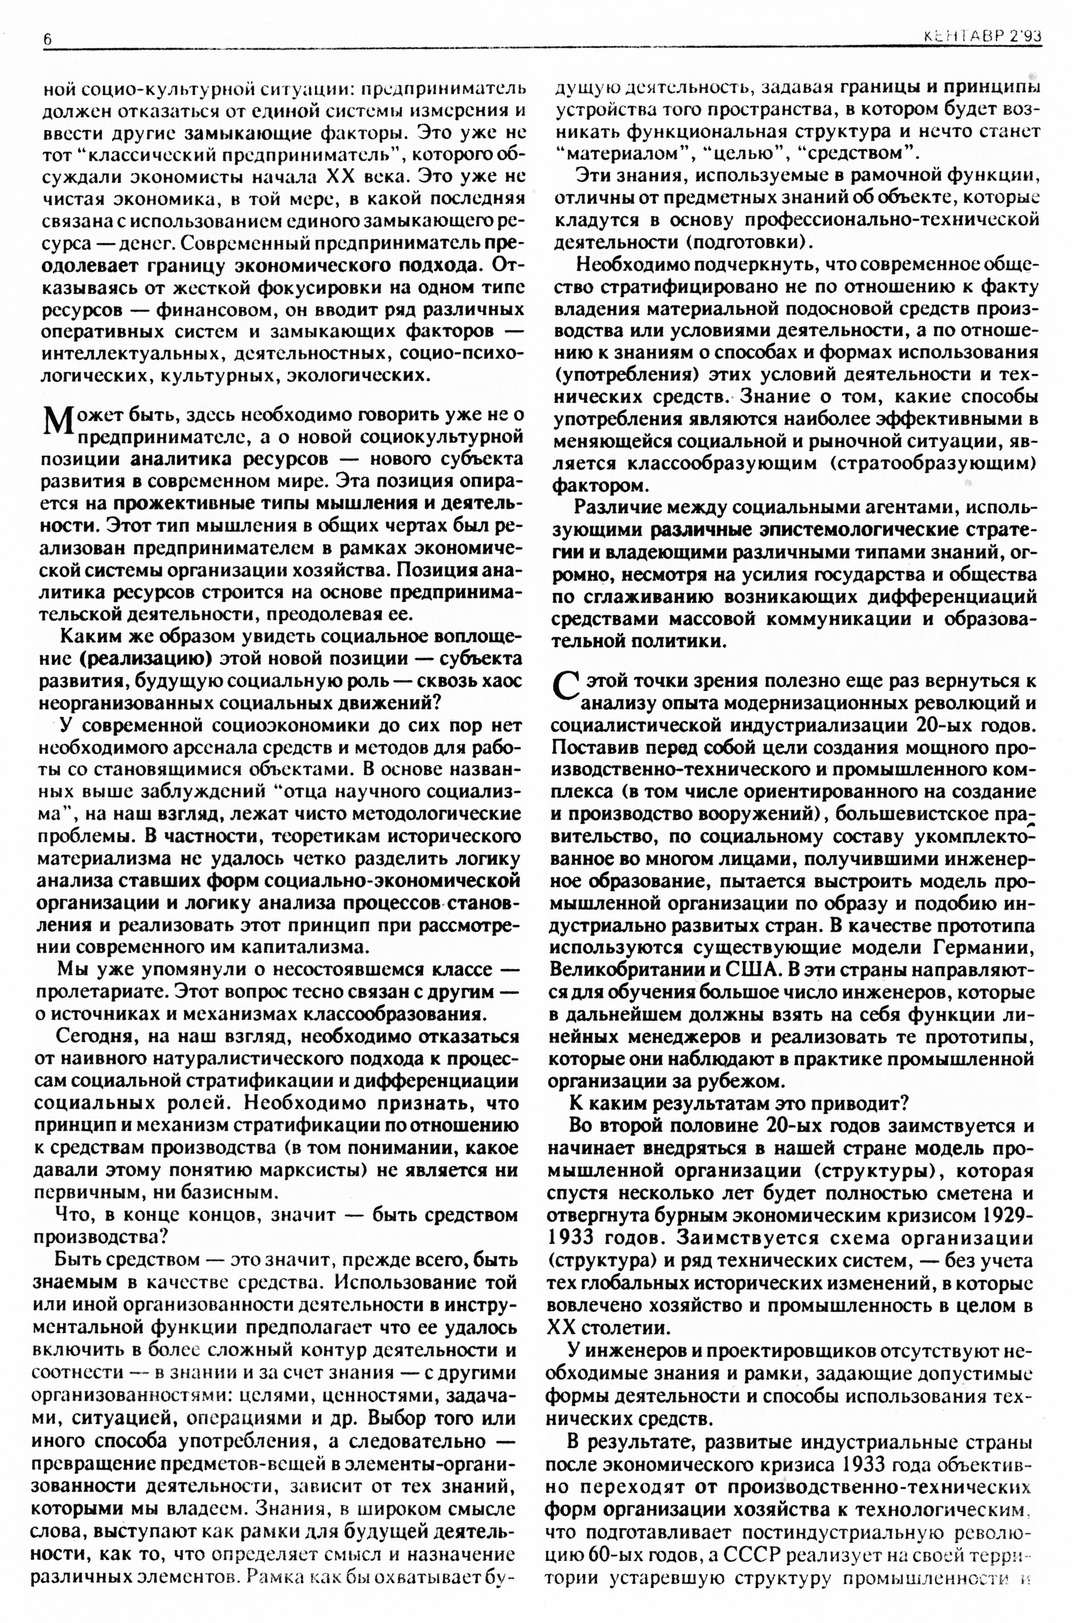 6
КЕНТАВР 2'93
ной социо-культурной ситуации: предприниматель
должен отказаться от единой системы измерения и
ввести другие замыкающие факторы. Это уже не
тот “классический предприниматель”, которого об-
суждали экономисты начала XX века. Это уже не
чистая экономика, в той мере, в какой последняя
связана с использованием единого замыкающего ре-
сурса — денег. Современный предприниматель пре-
одолевает границу экономического подхода. От-
казываясь от жесткой фокусировки на одном типе
ресурсов — финансовом, он вводит ряд различных
оперативных систем и замыкающих факторов —
интеллектуальных, деятельностных, социо-психо-
логических, культурных, экологических.
Может быть, здесь необходимо говорить уже не о
предпринимателе, а о новой социокультурной
позиции аналитика ресурсов — нового субъекта
развития в современном мире. Эта позиция опира-
ется на прожективные типы мышления и деятель-
ности. Этот тип мышления в общих чертах был ре-
ализован предпринимателем в рамках экономиче-
ской системы организации хозяйства. Позиция ана-
литика ресурсов строится на основе предпринима-
тельской деятельности, преодолевая ее.
Каким же образом увидеть социальное воплоще-
ние (реализацию) этой новой позиции — субъекта
развития, будущую социальную роль — сквозь хаос
неорганизованных социальных движений?
У современной социоэкономики до сих пор нет
необходимого арсенала средств и методов для рабо-
ты со становящимися объектами. В основе назван-
ных выше заблуждений “отца научного социализ-
ма”, на наш взгляд, лежат чисто методологические
проблемы. В частности, теоретикам исторического
материализма не удалось четко разделить логику
анализа ставших форм социально-экономической
организации и логику анализа процессов станов-
ления и реализовать этот принцип при рассмотре-
нии современного им капитализма.
Мы уже упомянули о несостоявшемся классе —
пролетариате. Этот вопрос тесно связан с другим —
о источниках и механизмах классообразования.
Сегодня, на наш взгляд, необходимо отказаться
от наивного натуралистического подхода к процес-
сам социальной стратификации и дифференциации
социальных ролей. Необходимо признать, что
принцип и механизм стратификации по отношению
к средствам производства (в том понимании, какое
давали этому понятию марксисты) не является ни
первичным, ни базисным.
Что, в конце концов, значит — быть средством
производства?
Быть средством — это значит, прежде всего, быть
знаемым в качестве средства. Использование той
или иной организованности деятельности в инстру-
ментальной функции предполагает что ее удалось
включить в более сложный контур деятельности и
соотнести — в знании и за счет знания — с другими
организованностями: целями, ценностями, задача-
ми, ситуацией, операциями и др. Выбор того или
иного способа употребления, а следовательно —
превращение предметов-вещей в элементы-органи-
зованности деятельности, зависит от тех знаний,
которыми мы владеем. Знания, в широком смысле
слова, выступают как рамки для будущей деятель-
ности, как то, что определяет смысл и назначение
различных элементов. Рамка как бы охватывает бу-
дущую деятельность, задавая границы и принципы
устройства того пространства, в котором будет воз-
никать функциональная структура и нечто станет
“материалом”, “целью”, “средством”.
Эти знания, используемые в рамочной функции,
отличны от предметных знаний об объекте, которые
кладутся в основу профессионально-технической
деятельности (подготовки).
Необходимо подчеркнуть, что современное обще-
ство стратифицировано не по отношению к факту
владения материальной подосновой средств произ-
водства или условиями деятельности, а по отноше-
нию к знаниям о способах и формах использования
(употребления) этих условий деятельности и тех-
нических средств. Знание о том, какие способы
употребления являются наиболее эффективными в
меняющейся социальной и рыночной ситуации, яв-
ляется классообразующим (стратообразующим)
фактором.
Различие между социальными агентами, исполь-
зующими различные эпистемологические страте-
гии и владеющими различными типами знаний, ог-
ромно, несмотря на усилия государства и общества
по сглаживанию возникающих дифференциаций
средствами массовой коммуникации и образова-
тельной политики.
С этой точки зрения полезно еще раз вернуться к
анализу опыта модернизационных революций и
социалистической индустриализации 20-ых годов.
Поставив перед собой цели создания мощного про-
изводственно-технического и промышленного ком-
плекса (в том числе ориентированного на создание
и производство вооружений), большевистское пра-
вительство, по социальному составу укомплекто-
ванное во многом лицами, получившими инженер-
ное образование, пытается выстроить модель про-
мышленной организации по образу и подобию ин-
дустриально развитых стран. В качестве прототипа
используются существующие модели Германии,
Великобритании и США. В эти страны направляют-
ся для обучения большое число инженеров, которые
в дальнейшем должны взять на себя функции ли-
нейных менеджеров и реализовать те прототипы,
которые они наблюдают в практике промышленной
организации за рубежом.
К каким результатам это приводит?
Во второй половине 20-ых годов заимствуется и
начинает внедряться в нашей стране модель про-
мышленной организации (структуры), которая
спустя несколько лет будет полностью сметена и
отвергнута бурным экономическим кризисом 1929-
1933 годов. Заимствуется схема организации
(структура) и ряд технических систем, — без учета
тех глобальных исторических изменений, в которые
вовлечено хозяйство и промышленность в целом в
XX столетии.
У инженеров и проектировщиков отсутствуют не-
обходимые знания и рамки, задающие допустимые
формы деятельности и способы использования тех-
нических средств.
В результате, развитые индустриальные страны
после экономического кризиса 1933 года объектив-
но переходят от производственно-технических
форм организации хозяйства к технологическим,
что подготавливает постиндустриальную револю-
цию 60-ых годов, а СССР реализует на своей терри-
тории устаревшую структуру промышленности и